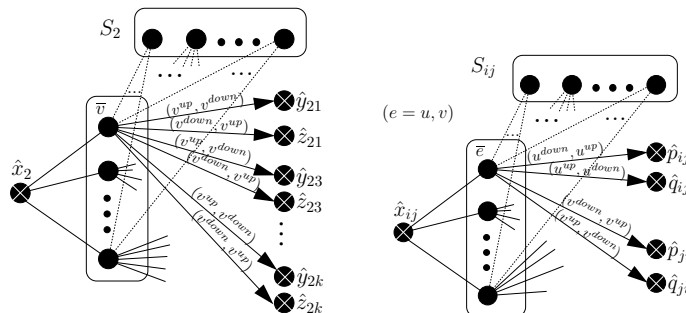 S_2
S_{ij}
(e = u, v)
\overline{v}
\overline{e}
(v^{up}, v^{down})
(v^{down}, v^{up})
(v^{up}, v^{down})
(v^{down}, v^{up})
(v^{up}, v^{down})
(v^{down}, v^{up})
\hat{x}_2
\hat{y}_{21}
\hat{z}_{21}
\hat{y}_{23}
\hat{z}_{23}
\hat{y}_{2k}
\hat{z}_{2k}
(u^{down}, u^{up})
(u^{up}, u^{down})
(v^{down}, v^{up})
(v^{up}, v^{down})
\hat{x}_{ij}